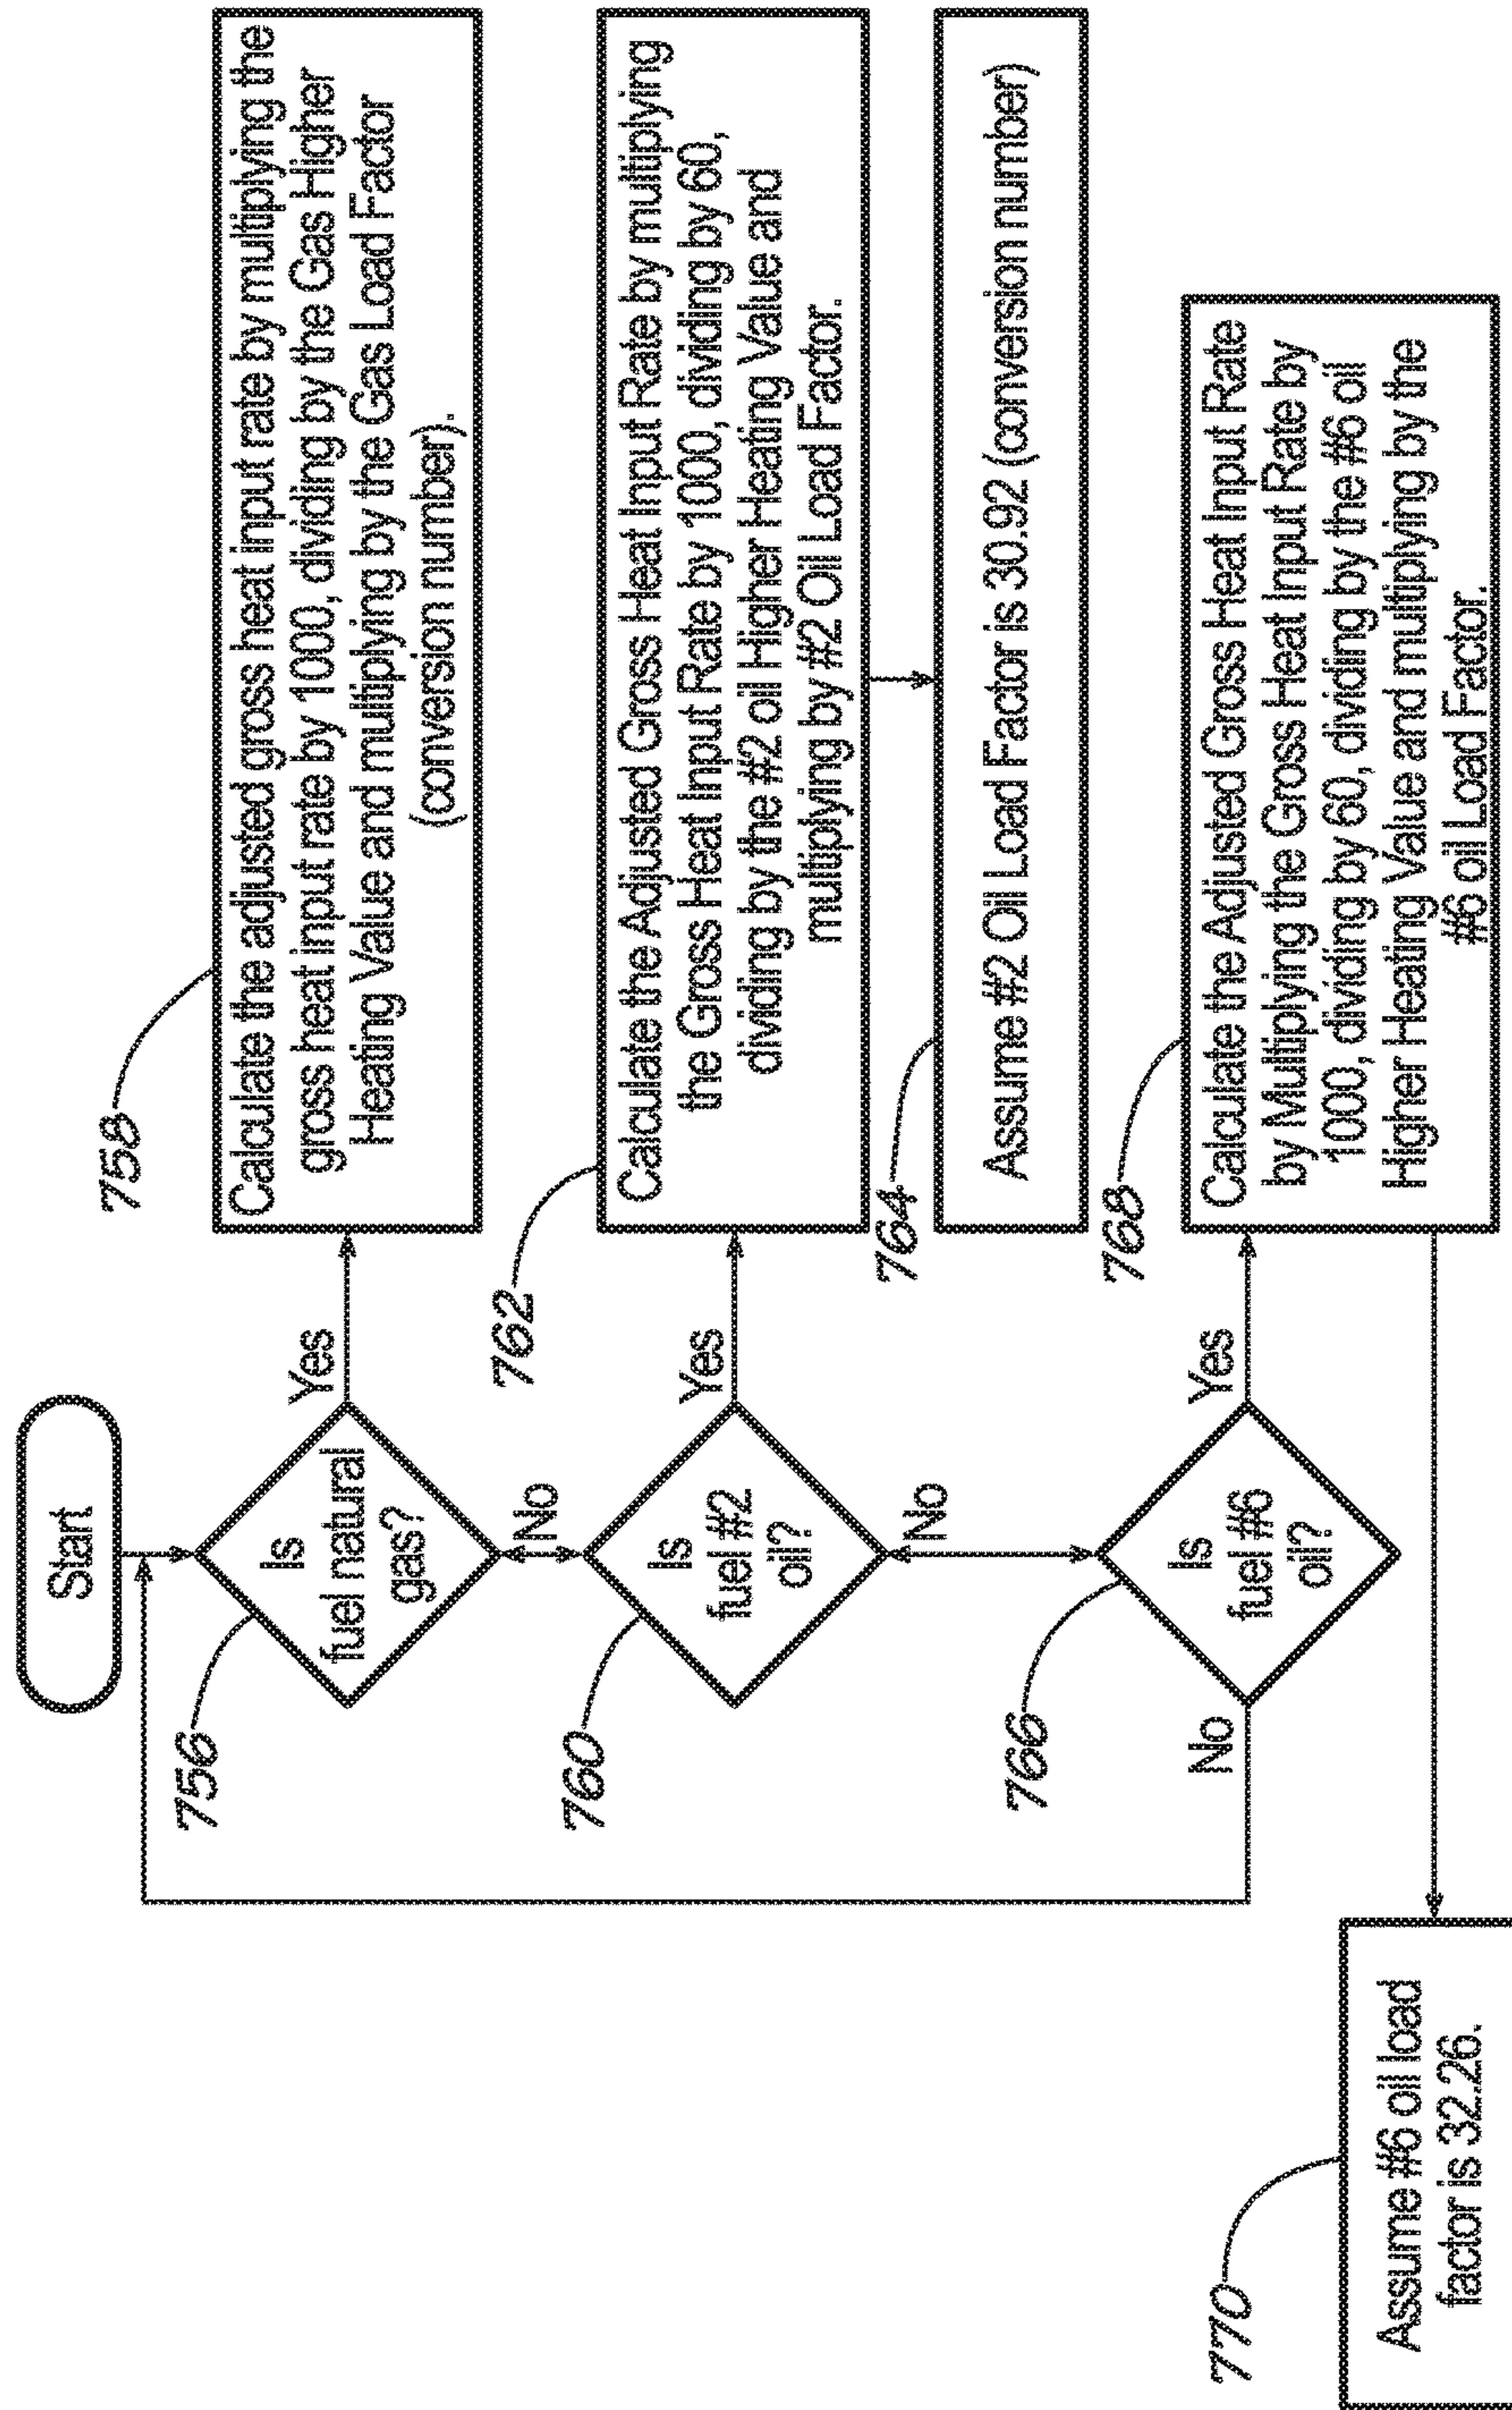 Start
756
Is
fuel natural
gas?
Yes
758
Calculate the adjusted gross heat input rate by multiplying the
gross heat input rate by 1000, dividing by the Gas Higher
Heating Value and multiplying by the Gas Load Factor
(conversion number).
No
760
Is
fuel #2
oil?
Yes
762
Calculate the Adjusted Gross Heat Input Rate by multiplying
the Gross Heat Input Rate by 1000, dividing by 60,
dividing by the #2 oil Higher Heating Value and
multiplying by #2 Oil Load Factor.
764
Assume #2 Oil Load Factor is 30.92 (conversion number)
No
766
Is
fuel #6
oil?
No
Yes
768
Calculate the Adjusted Gross Heat Input Rate
by Multiplying the Gross Heat Input Rate by
1000, dividing by 60, dividing by the #6 oil
Higher Heating Value and multiplying by the
#6 oil Load Factor.
770
Assume #6 oil load
factor is 32.26.